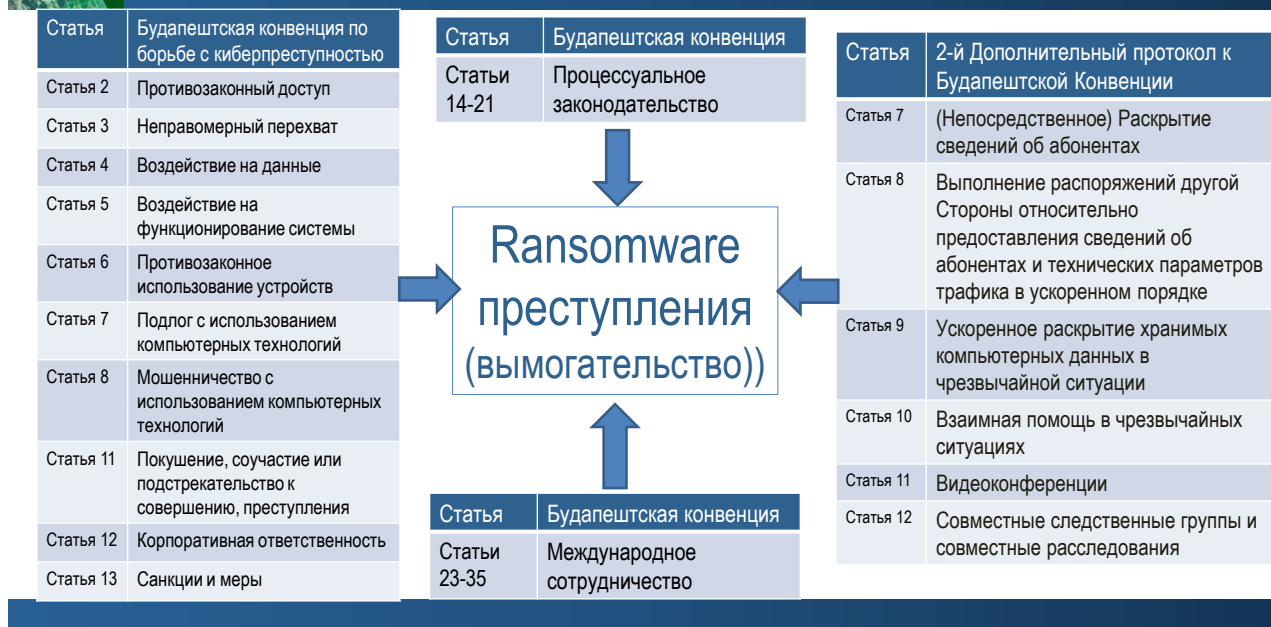 Статья Будапештская конвенция по
борьбе с киберпреступностью
Статья 2 Противозаконный доступ
Статья 3 Неправомерный перехват
Статья 4 Воздействие на данные
Статья 5 Воздействие на
функционирование системы
Статья 6 Противозаконное
использование устройств
Статья 7 Подлог с использованием
компьютерных технологий
Статья 8 Мошенничество с
использованием компьютерных
технологий
Статья 11 Покушение, соучастие или
подстрекательство к
совершению, преступления
Статья 12 Корпоративная ответственность
Статья 13 Санкции и меры
Статья Будапештская конвенция
Статьи Процессуальное
14-21 законодательство
Ransomware
преступления
(вымогательство))
Статья Будапештская конвенция
Статьи Международное
23-35 сотрудничество
Статья 2-й Дополнительный протокол к
Будапештской Конвенции
Статья 7 (Непосредственное) Раскрытие
сведений об абонентах
Статья 8 Выполнение распоряжений другой
Стороны относительно
предоставления сведений об
абонентах и технических параметров
трафика в ускоренном порядке
Статья 9 Ускоренное раскрытие хранимых
компьютерных данных в
чрезвычайной ситуации
Статья 10 Взаимная помощь в чрезвычайных
ситуациях
Статья 11 Видеоконференции
Статья 12 Совместные следственные группы и
совместные расследования